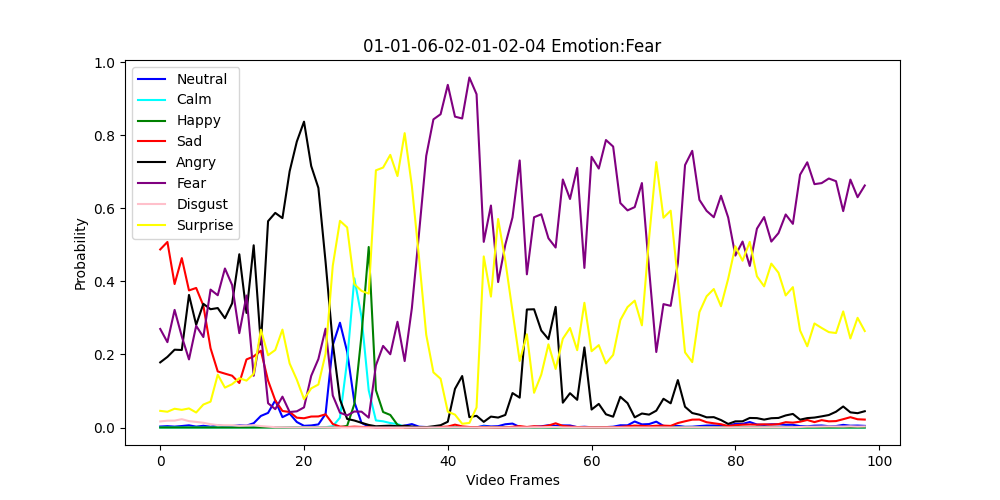 01-01-06-02-01-02-04 Emotion:Fear
Neutral
Calm
Happy
Sad
Angry
Fear
Disgust
Surprise
Probability
1.0
0.8
0.6
0.4
0.2
0.0
0 20 40 60 80 100
Video Frames